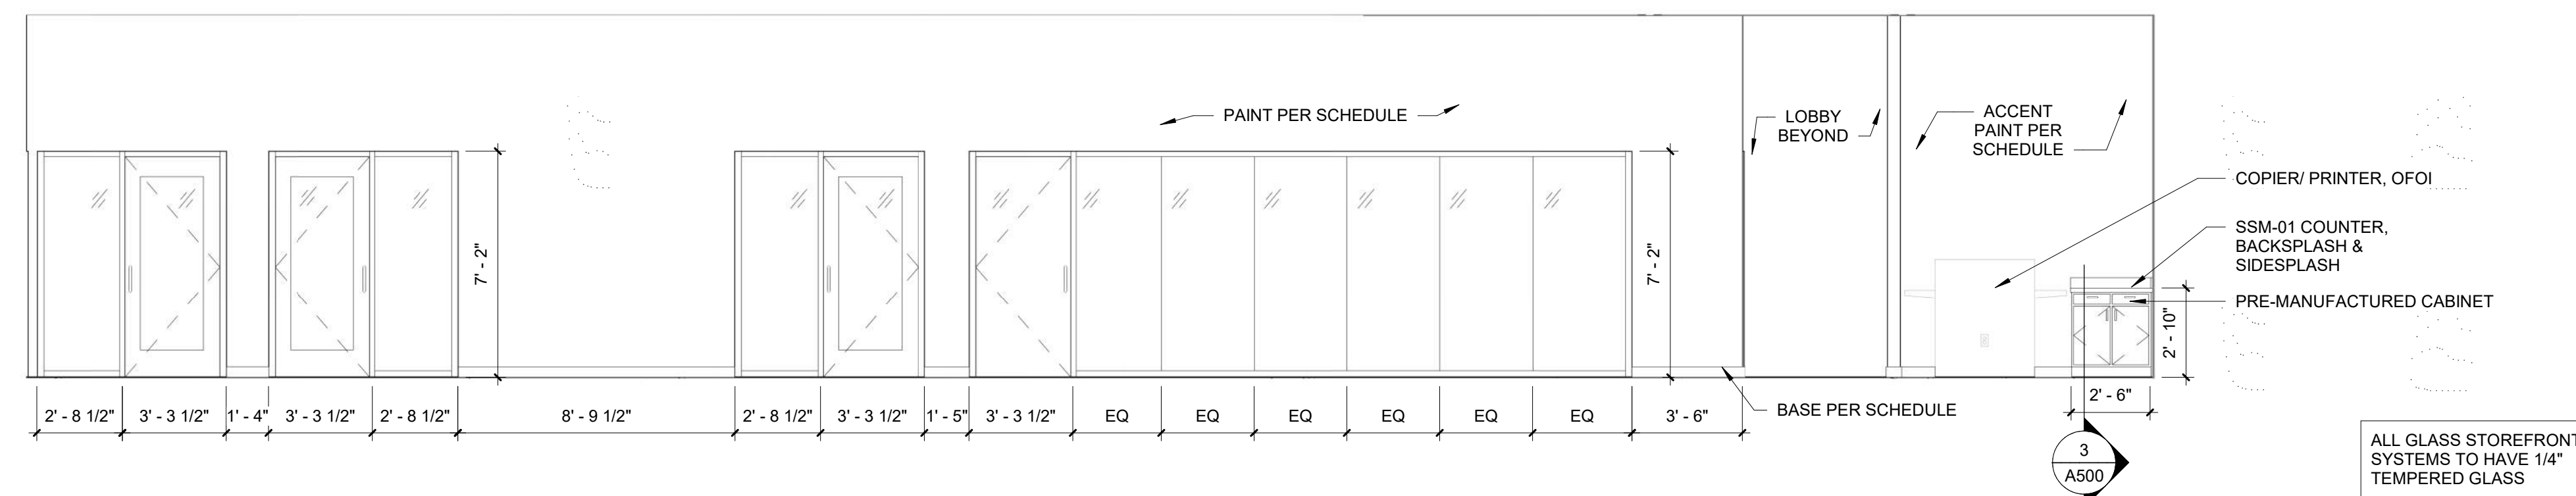 PAINT PER SCHEDULE
LOBBY
BEYOND
ACCENT
PAINT PER
SCHEDULE
COPIER/ PRINTER, OFOI
SSM-01 COUNTER,
BACKSPLASH &
SIDESPLASH
PRE-MANUFACTURED CABINET
7' - 2"
7' - 2"
2' - 10"
2' - 8 1/2"
3' - 3 1/2"
1' - 4"
3' - 3 1/2"
2' - 8 1/2"
8' - 9 1/2"
2' - 8 1/2"
3' - 3 1/2"
1' - 5"
3' - 3 1/2"
EQ
EQ
EQ
EQ
EQ
EQ
3' - 6"
BASE PER SCHEDULE
2' - 6"
3
A500
ALL GLASS STOREFRONT
SYSTEMS TO HAVE 1/4"
TEMPERED GLASS